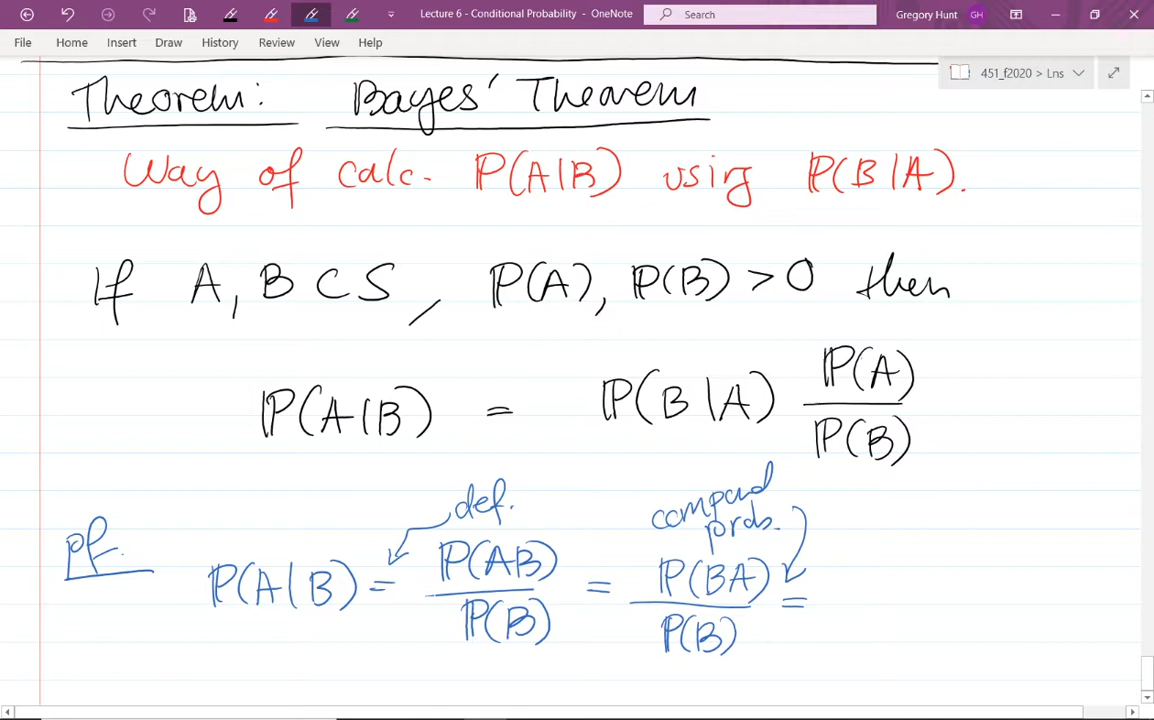 Lecture 6 - Conditional Probability - OneNote
Search
Gregory Hunt GH
File Home Insert Draw History Review View Help
451_f2020 > Lns
Theorem: Bayes' Theorem
Way of calc. P(A|B) using P(B|A).
If A, B ⊂ S, P(A), P(B) > 0 then
P(A|B) = P(B|A) P(A)/P(B)
def.
compound
prbs.
pf. P(A|B) = P(AB)/P(B) = P(BA)/P(B) =